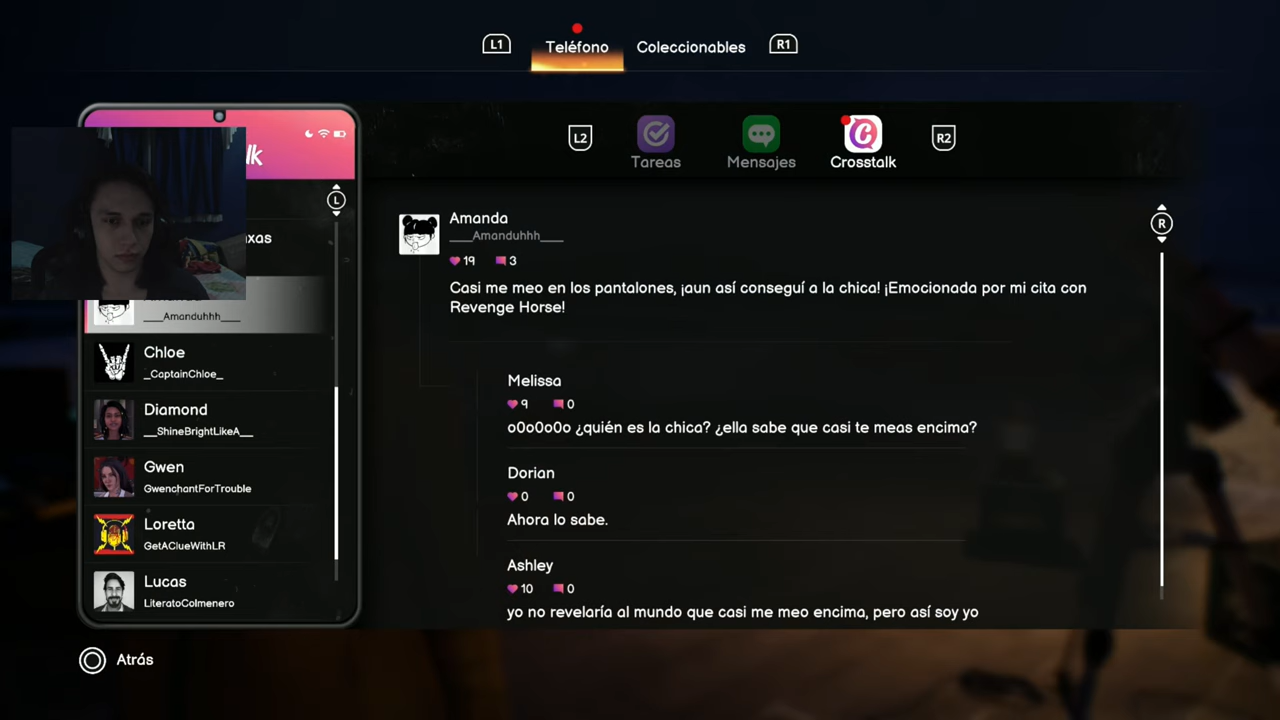 L1
Teléfono
Coleccionables
R1
lk
L2
R2
Tareas
Mensajes
Crosstalk
L
xas
____Amanduhhh____
Chloe
_CaptainChloe_
Diamond
__ShineBrightLikeA__
Gwen
GwenchantForTrouble
Loretta
GetAClueWithLR
Lucas
LiteratoColmenero
Amanda
____Amanduhhh____
19 3
R
Casi me meo en los pantalones, ¡aun así conseguí a la chica! ¡Emocionada por mi cita con
Revenge Horse!
Melissa
9 0
o0o0o0o ¿quién es la chica? ¿ella sabe que casi te meas encima?
Dorian
0 0
Ahora lo sabe.
Ashley
10 0
yo no revelaría al mundo que casi me meo encima, pero así soy yo
Atrás